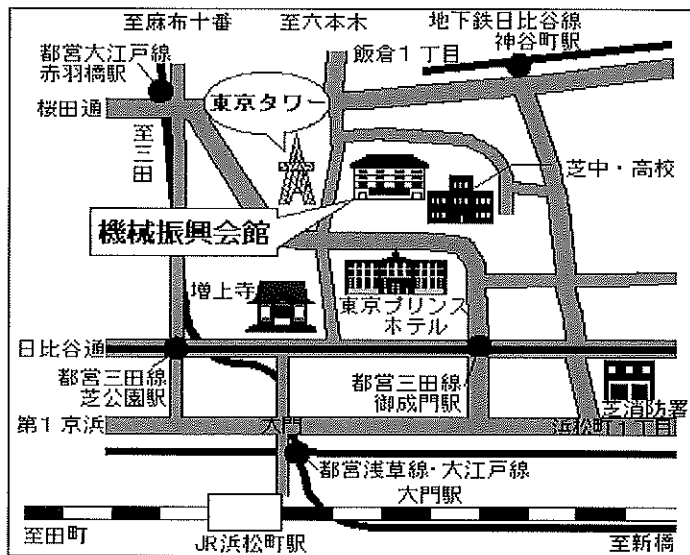 至麻布十番
至六本木
地下鉄日比谷線
神谷町駅
都営大江戸線
赤羽橋駅
飯倉1丁目
桜田通
東京タワー
至三田
芝中・高校
機械振興会館
増上寺
東京プリンス
ホテル
日比谷通
都営三田線
芝公園駅
都営三田線
御成門駅
芝消防署
第1京浜
大門
浜松町1丁目
都営浅草線・大江戸線
大門駅
至田町
JR浜松町駅
至新橋